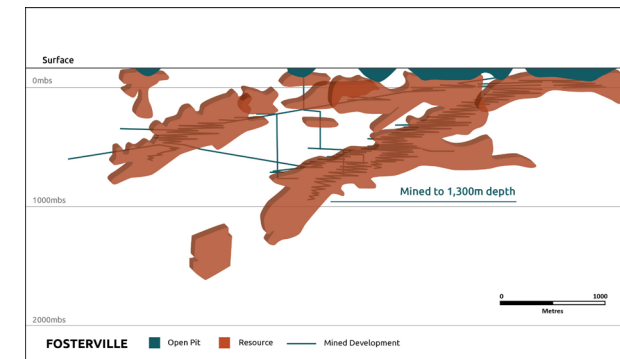 Surface
0mbs
Mined to 1,300m depth
1000mbs
0 1000
Metres
2000mbs
FOSTERVILLE Open Pit Resource Mined Development